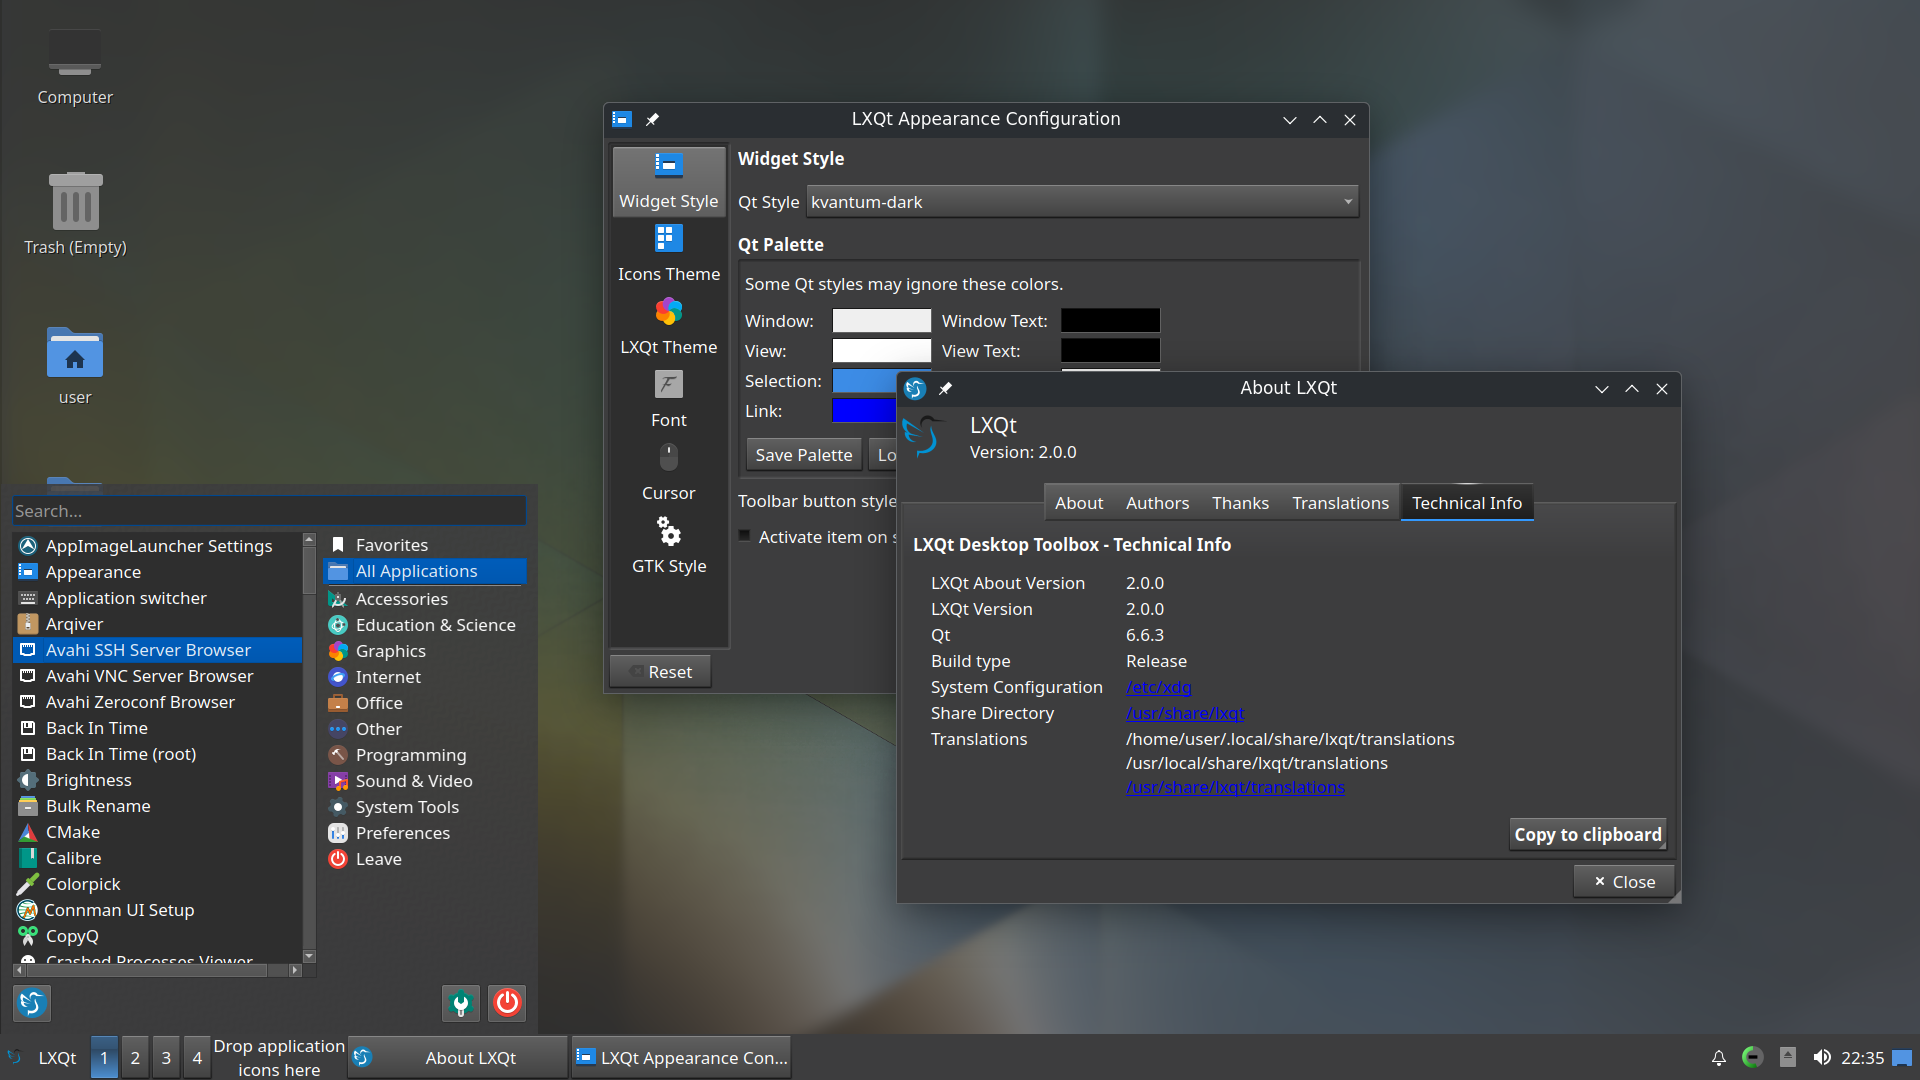 Computer
Trash (Empty)
user
LXQt Appearance Configuration
Widget Style
Icons Theme
LXQt Theme
Font
Cursor
GTK Style
Reset
Widget Style
Qt Style kvantum-dark
Qt Palette
Some Qt styles may ignore these colors.
Window: Window Text:
View: View Text:
Selection:
Link:
Save Palette Lo
Toolbar button style
Activate item on s
About LXQt
LXQt
Version: 2.0.0
About Authors Thanks Translations Technical Info
LXQt Desktop Toolbox - Technical Info
LXQt About Version 2.0.0
LXQt Version 2.0.0
Qt 6.6.3
Build type Release
System Configuration /etc/xdg
Share Directory /usr/share/lxqt
Translations /home/user/.local/share/lxqt/translations
/usr/local/share/lxqt/translations
/usr/share/lxqt/translations
Copy to clipboard
Close
Search...
AppImageLauncher Settings
Appearance
Application switcher
Arqiver
Avahi SSH Server Browser
Avahi VNC Server Browser
Avahi Zeroconf Browser
Back In Time
Back In Time (root)
Brightness
Bulk Rename
CMake
Calibre
Colorpick
Connman UI Setup
CopyQ
Crashed Processes Viewer
Favorites
All Applications
Accessories
Education & Science
Graphics
Internet
Office
Other
Programming
Sound & Video
System Tools
Preferences
Leave
LXQt 1 2 3 4
Drop application
icons here
About LXQt
LXQt Appearance Con...
22:35